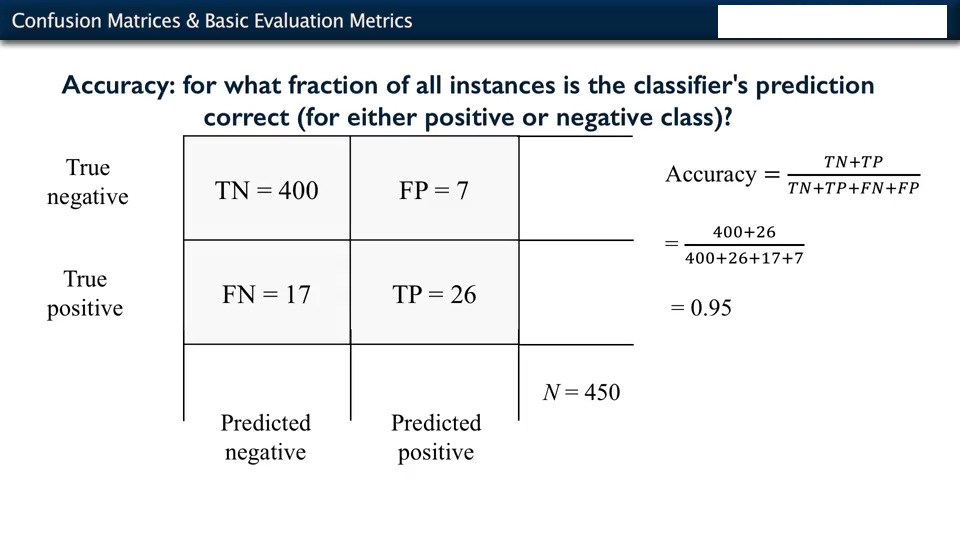 Confusion Matrices & Basic Evaluation Metrics
Accuracy: for what fraction of all instances is the classifier's prediction
correct (for either positive or negative class)?
True
negative
TN = 400
FP = 7
Accuracy = TN+TP / TN+TP+FN+FP
= 400+26 / 400+26+17+7
True
positive
FN = 17
TP = 26
= 0.95
N = 450
Predicted
negative
Predicted
positive